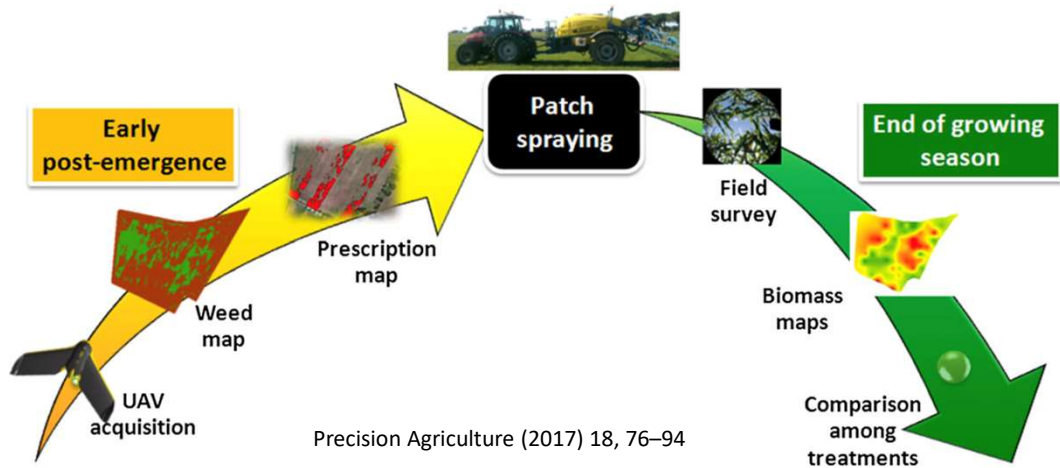 Early
post-emergence
Patch
spraying
End of growing
season
UAV
acquisition
Weed
map
Prescription
map
Field
survey
Biomass
maps
Comparison
among
treatments
Precision Agriculture (2017) 18, 76–94